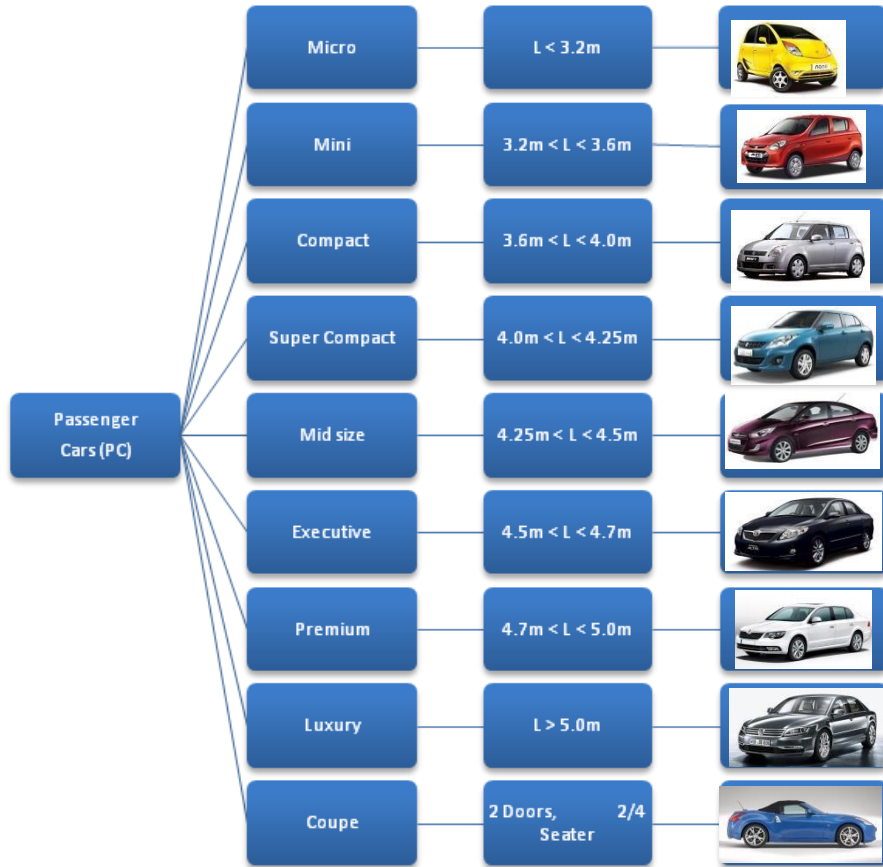 Micro
L < 3.2m
Mini
3.2m < L < 3.6m
Compact
3.6m < L < 4.0m
Super Compact
4.0m < L < 4.25m
Passenger
Cars (PC)
Mid size
4.25m < L < 4.5m
Executive
4.5m < L < 4.7m
Premium
4.7m < L < 5.0m
Luxury
L > 5.0m
Coupe
2 Doors, 2/4
Seater